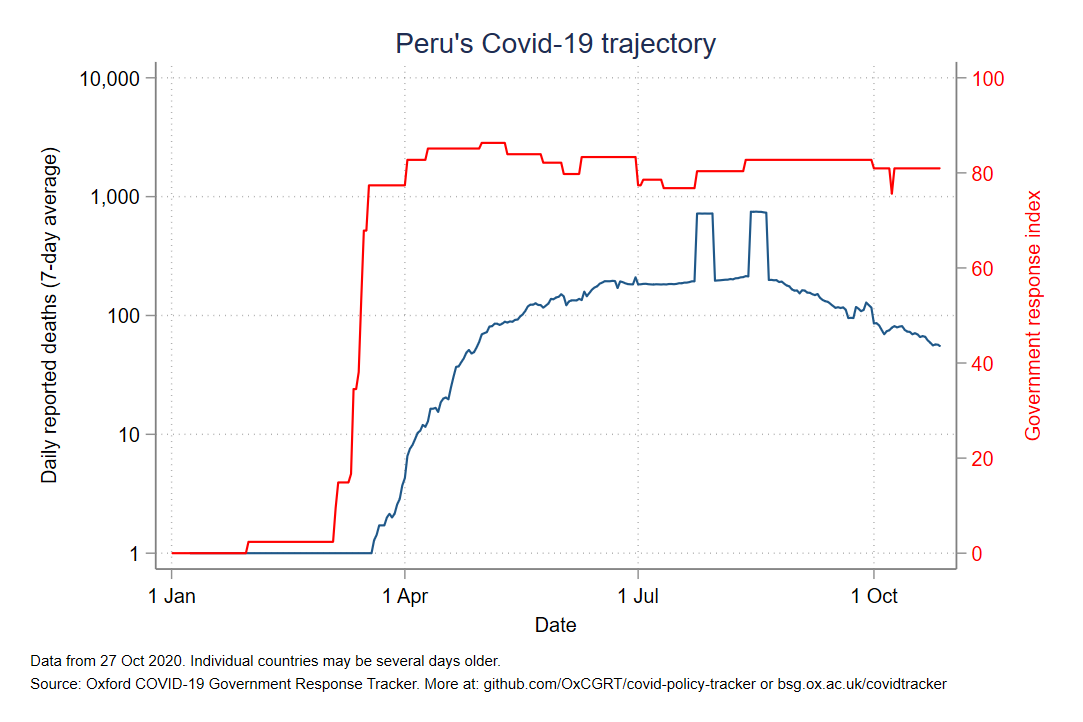 Peru's Covid-19 trajectory
10,000
1,000
100
10
1
Daily reported deaths (7-day average)
100
80
60
40
20
0
Government response index
1 Jan
1 Apr
1 Jul
1 Oct
Date
Data from 27 Oct 2020. Individual countries may be several days older.
Source: Oxford COVID-19 Government Response Tracker. More at: github.com/OxCGRT/covid-policy-tracker or bsg.ox.ac.uk/covidtracker